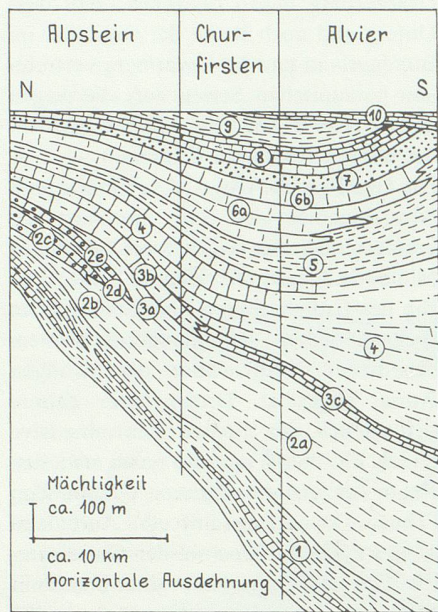 Alpstein
Chur-
firsten
Alvier
N
S
10
9
8
7
6b
6a
4
5
2c
2e
3b
2d
3a
2b
4
3c
2a
1
Mächtigkeit
ca. 100 m
ca. 10 km
horizontale Ausdehnung